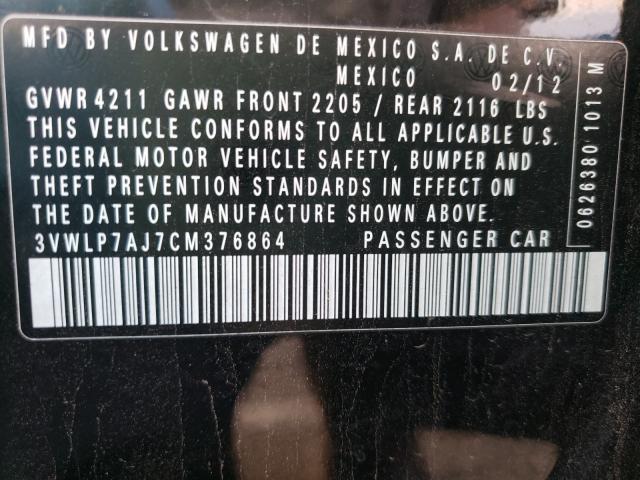 MFD BY VOLKSWAGEN DE MEXICO S.A. DE C.V.
MEXICO 02/12
GVWR 4211 GAWR FRONT 2205 / REAR 2116 LBS
THIS VEHICLE CONFORMS TO ALL APPLICABLE U.S.
FEDERAL MOTOR VEHICLE SAFETY, BUMPER AND
THEFT PREVENTION STANDARDS IN EFFECT ON
THE DATE OF MANUFACTURE SHOWN ABOVE.
3VWLP7AJ7CM376864 PASSENGER CAR
0626380 1013 M